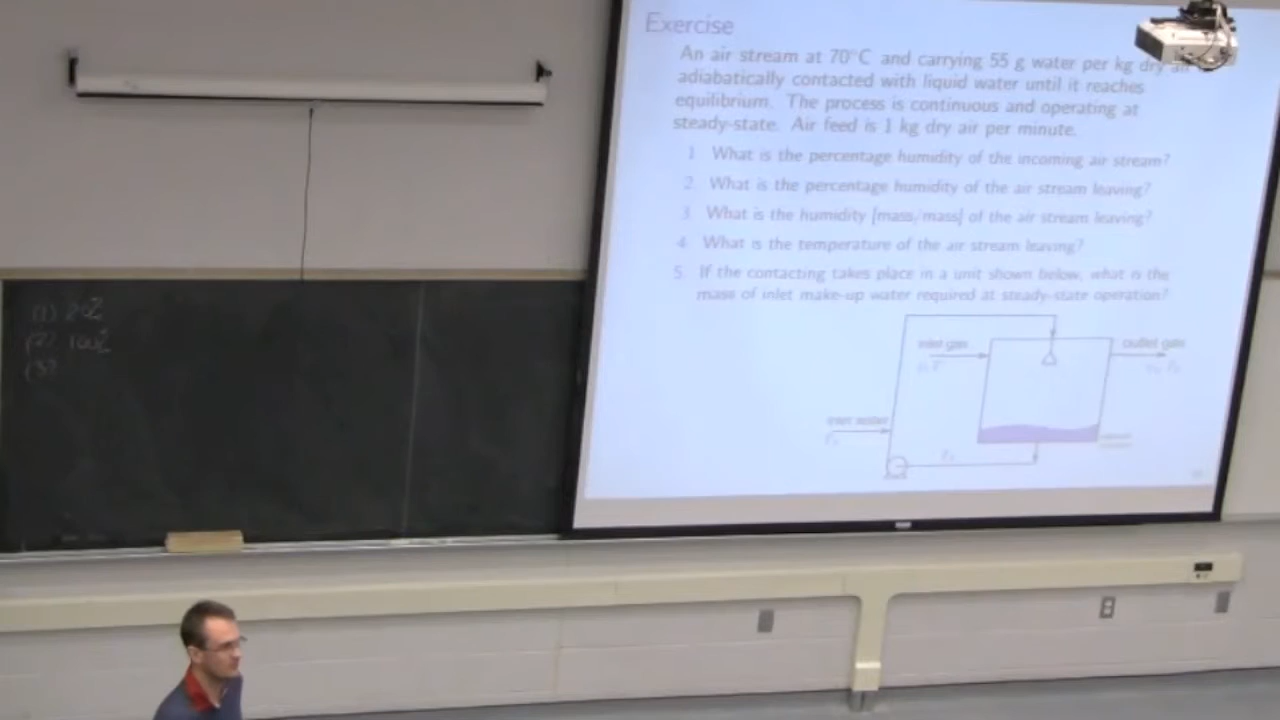 Exercise
An air stream at 70°C and carrying 55 g water per kg dry air
adiabatically contacted with liquid water until it reaches
equilibrium. The process is continuous and operating at
steady-state. Air feed is 1 kg dry air per minute.
1 What is the percentage humidity of the incoming air stream?
2. What is the percentage humidity of the air stream leaving?
3. What is the humidity [mass/mass] of the air stream leaving?
4. What is the temperature of the air stream leaving?
5. If the contacting takes place in a unit shown below, what is the
mass of inlet make-up water required at steady-state operation?
inlet gas
outlet gas
inlet water
(1)
(2)
(3)